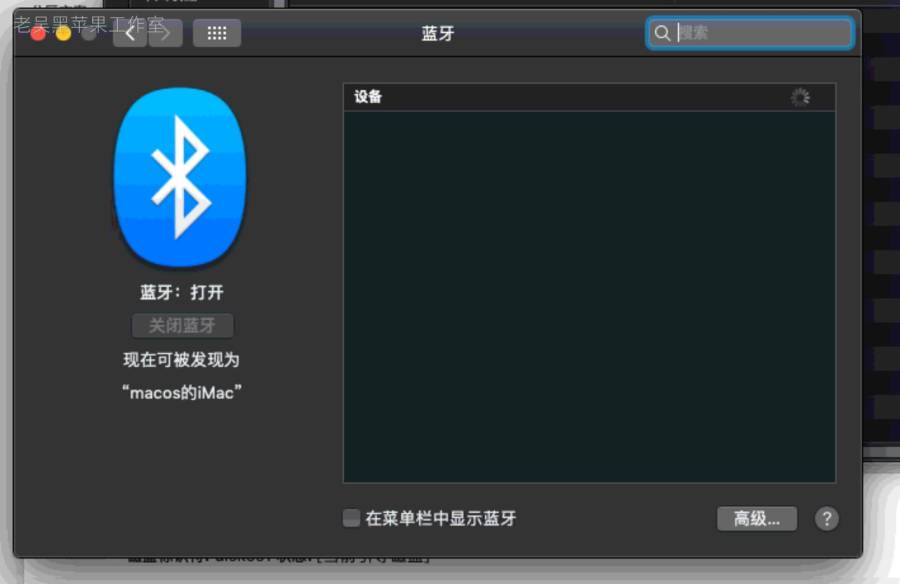 老吴黑苹果工作室
蓝牙
搜索
设备
蓝牙：打开
关闭蓝牙
现在可被发现为
“macos的iMac”
在菜单栏中显示蓝牙
高级...
?